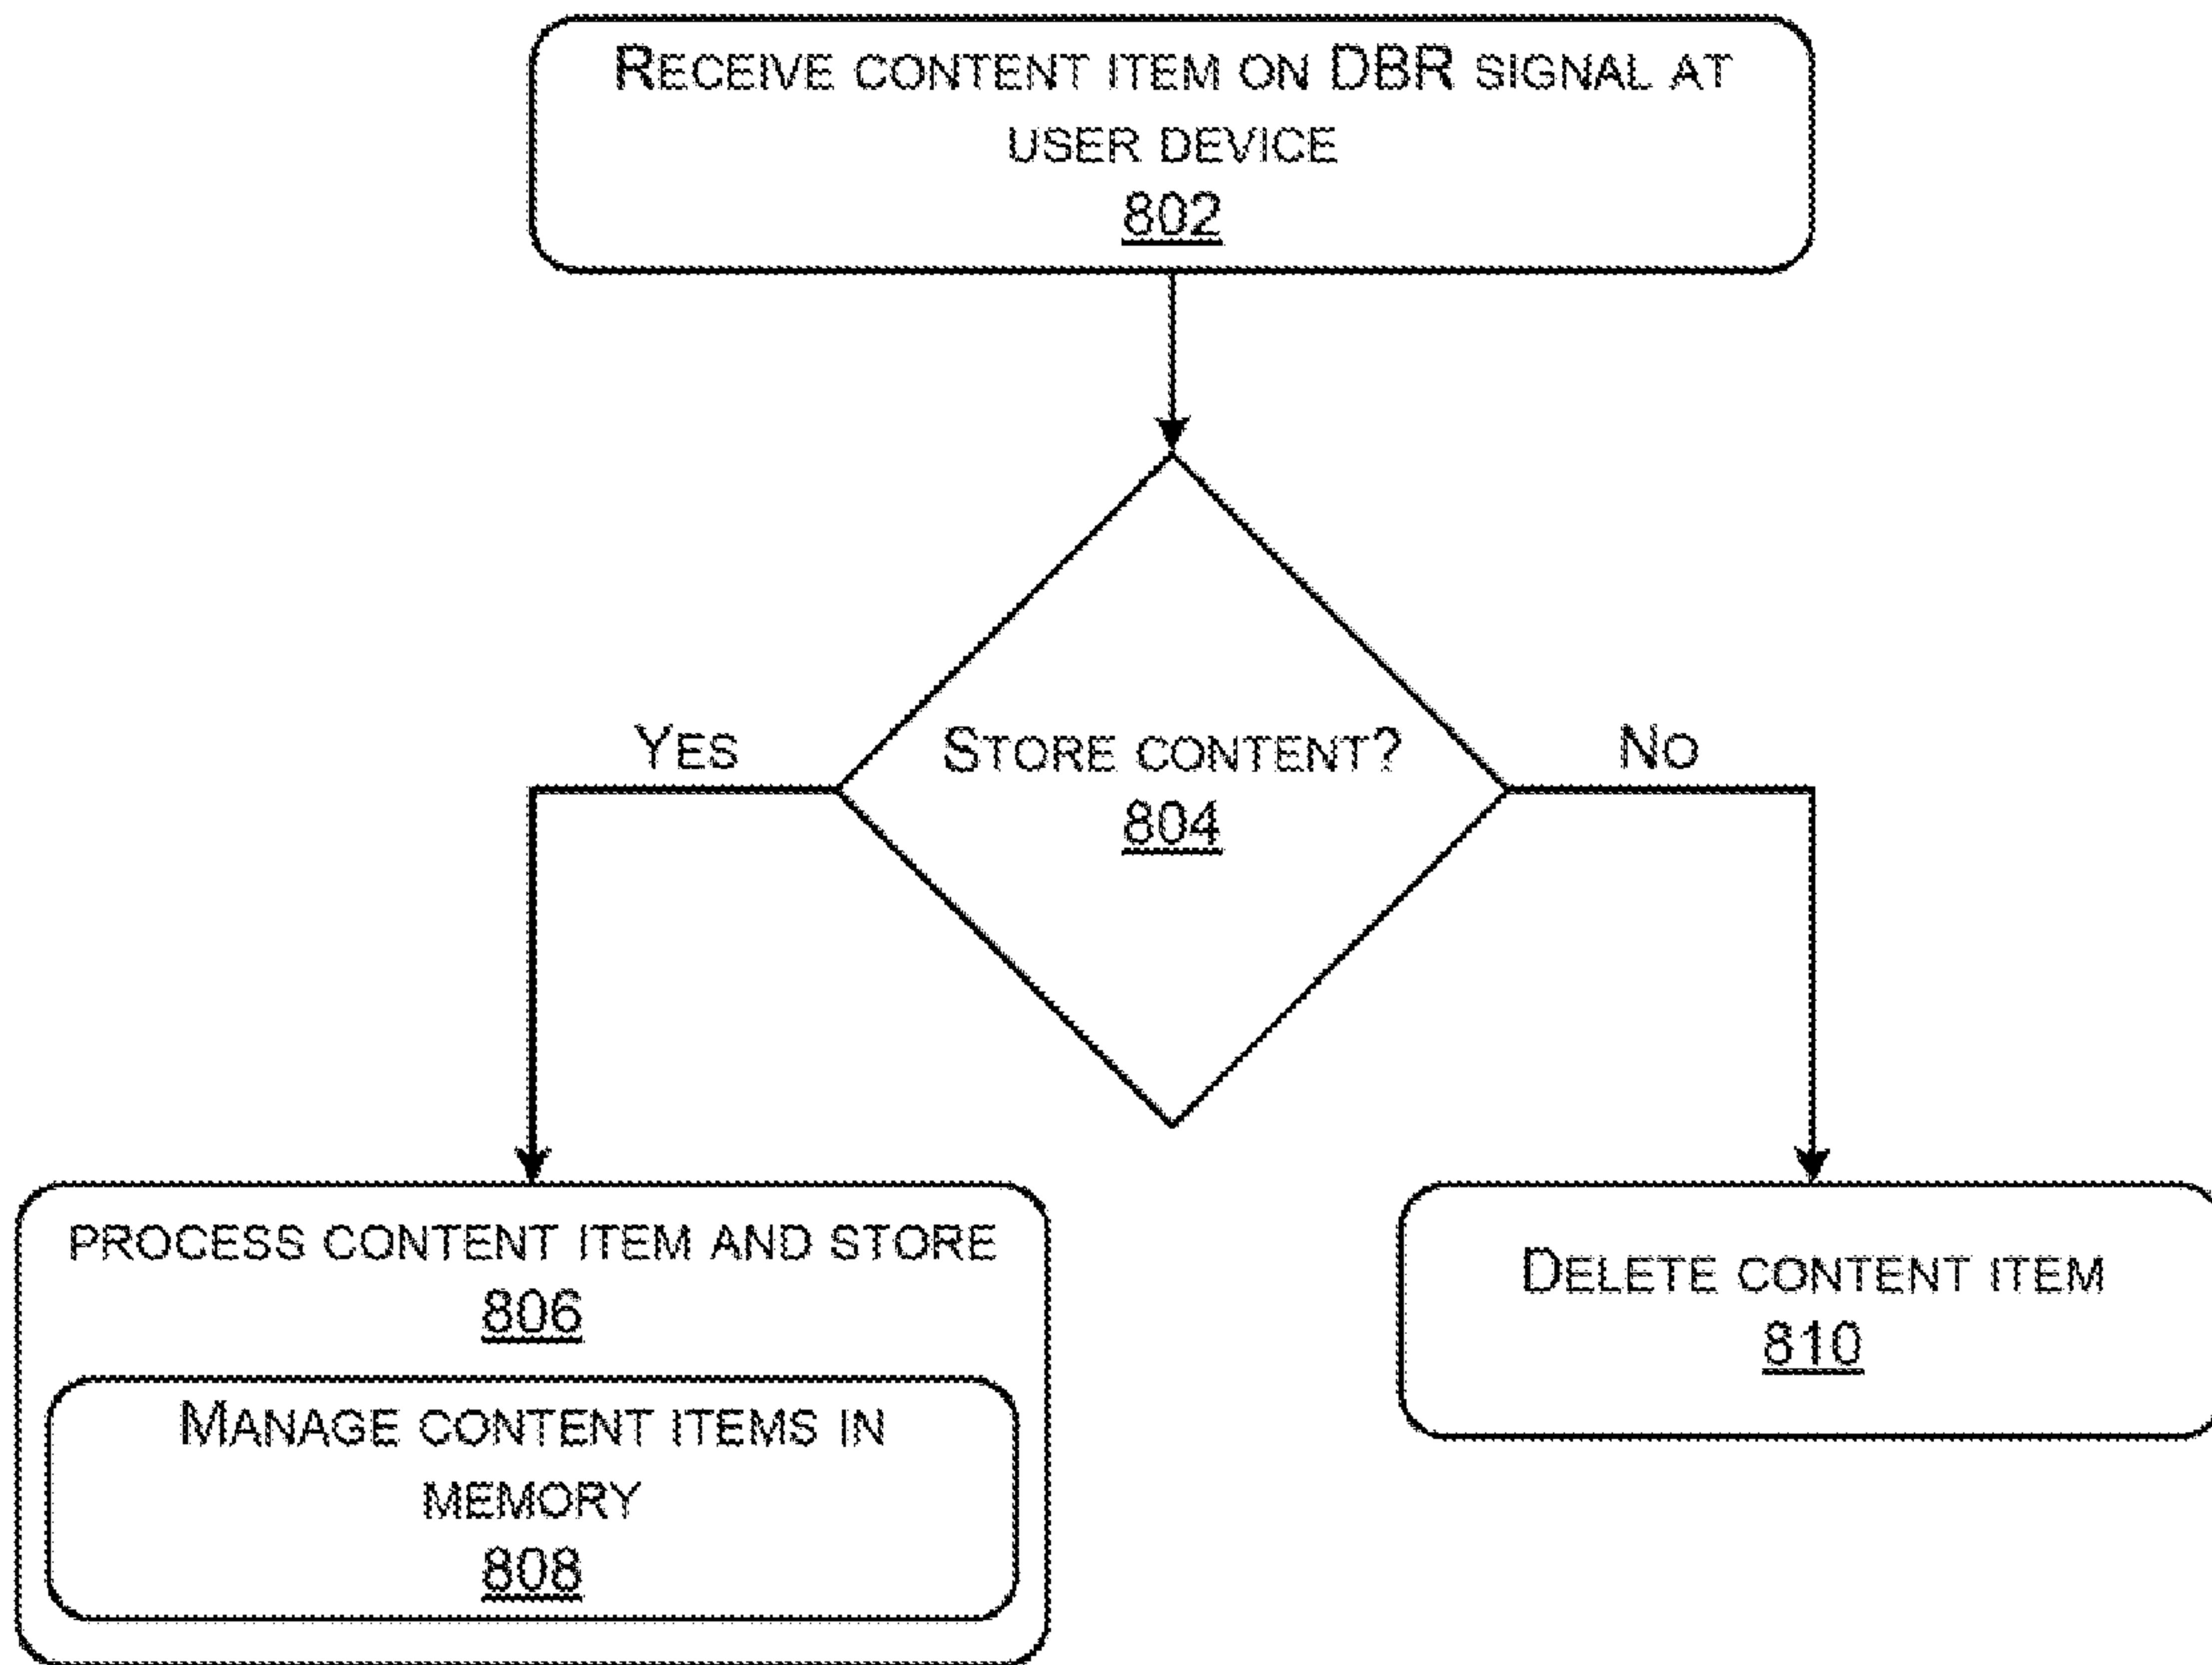 RECEIVE CONTENT ITEM ON DBR SIGNAL AT
USER DEVICE
802
YES
STORE CONTENT?
NO
804
PROCESS CONTENT ITEM AND STORE
806
DELETE CONTENT ITEM
810
MANAGE CONTENT ITEMS IN
MEMORY
808